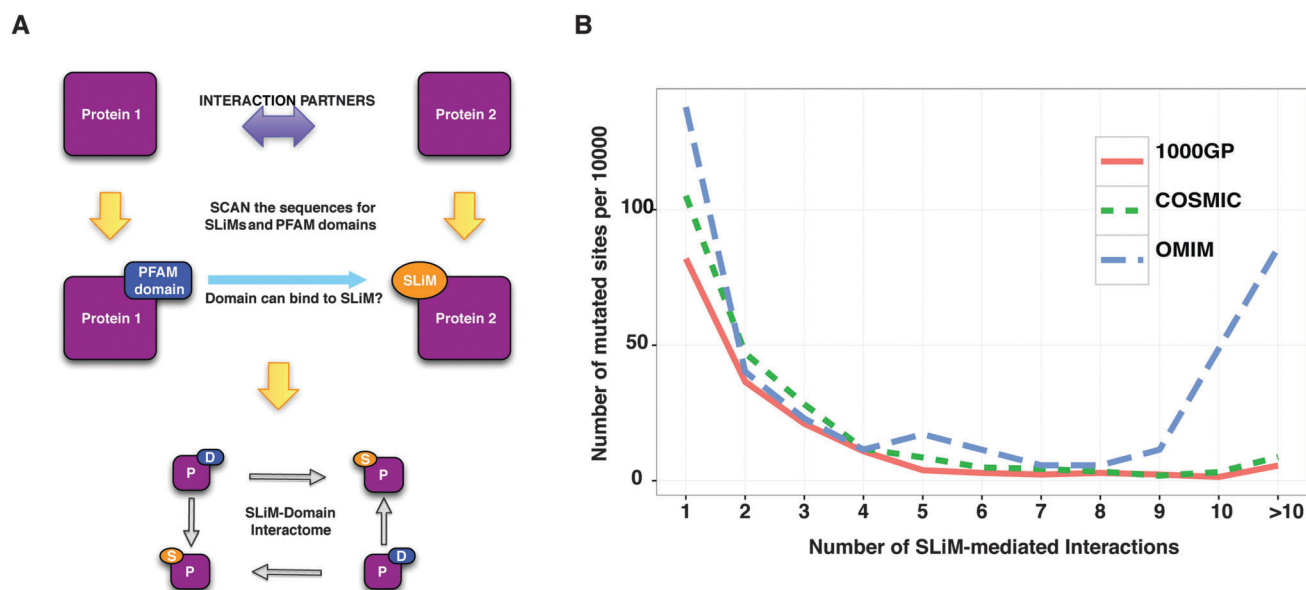 A
Protein 1
INTERACTION PARTNERS
Protein 2
SCAN the sequences for
SLiMs and PFAM domains
PFAM
domain
Protein 1
Domain can bind to SLiM?
SLiM
Protein 2
P
D
S
P
SLiM-Domain
Interactome
S
P
D
P
B
Number of mutated sites per 10000
100
50
0
1000GP
COSMIC
OMIM
1 2 3 4 5 6 7 8 9 10 >10
Number of SLiM-mediated Interactions